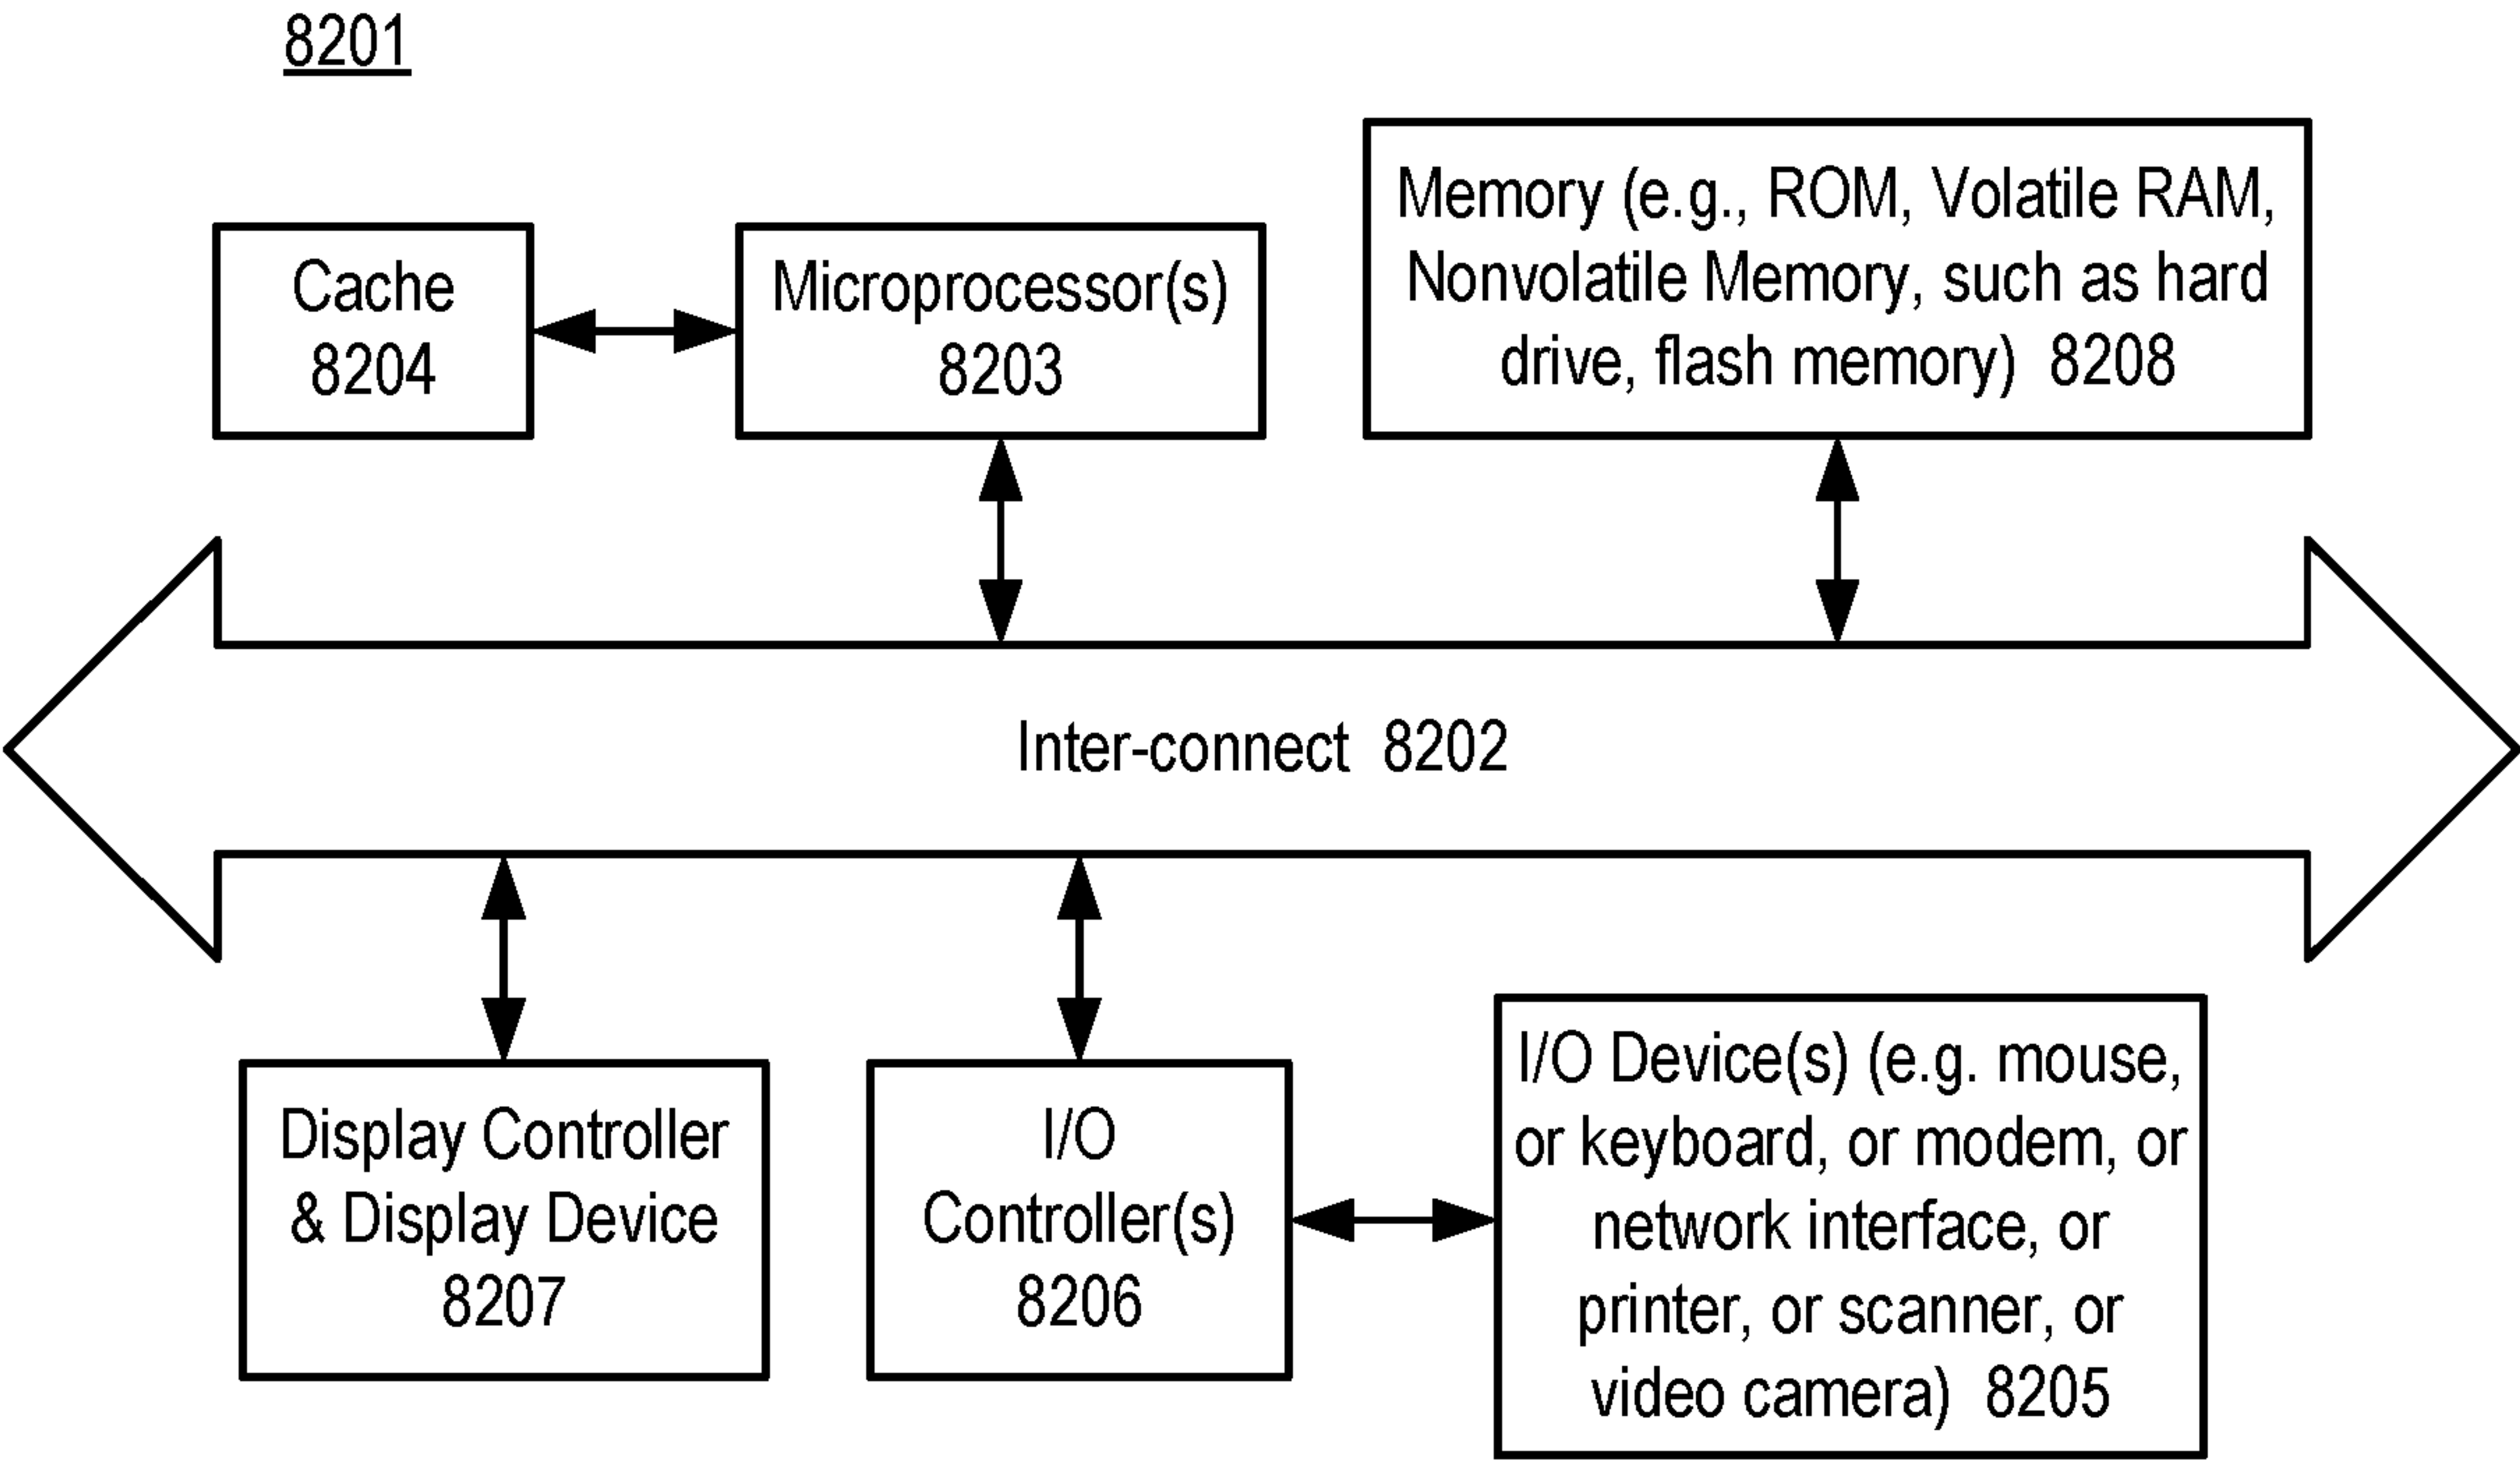 8201
Cache
8204
Microprocessor(s)
8203
Memory (e.g., ROM, Volatile RAM,
Nonvolatile Memory, such as hard
drive, flash memory) 8208
Inter-connect 8202
Display Controller
& Display Device
8207
I/O
Controller(s)
8206
I/O Device(s) (e.g. mouse,
or keyboard, or modem, or
network interface, or
printer, or scanner, or
video camera) 8205